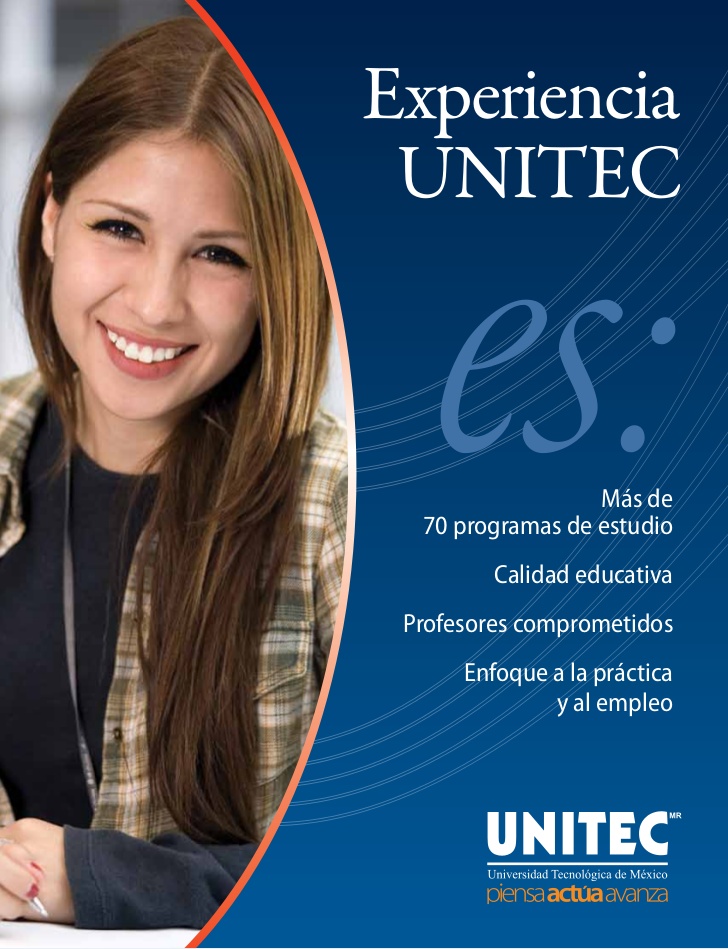 Experiencia
UNITEC
es:
Más de
70 programas de estudio
Calidad educativa
Profesores comprometidos
Enfoque a la práctica
y al empleo
UNITEC MR
Universidad Tecnológica de México
piensa actúa avanza